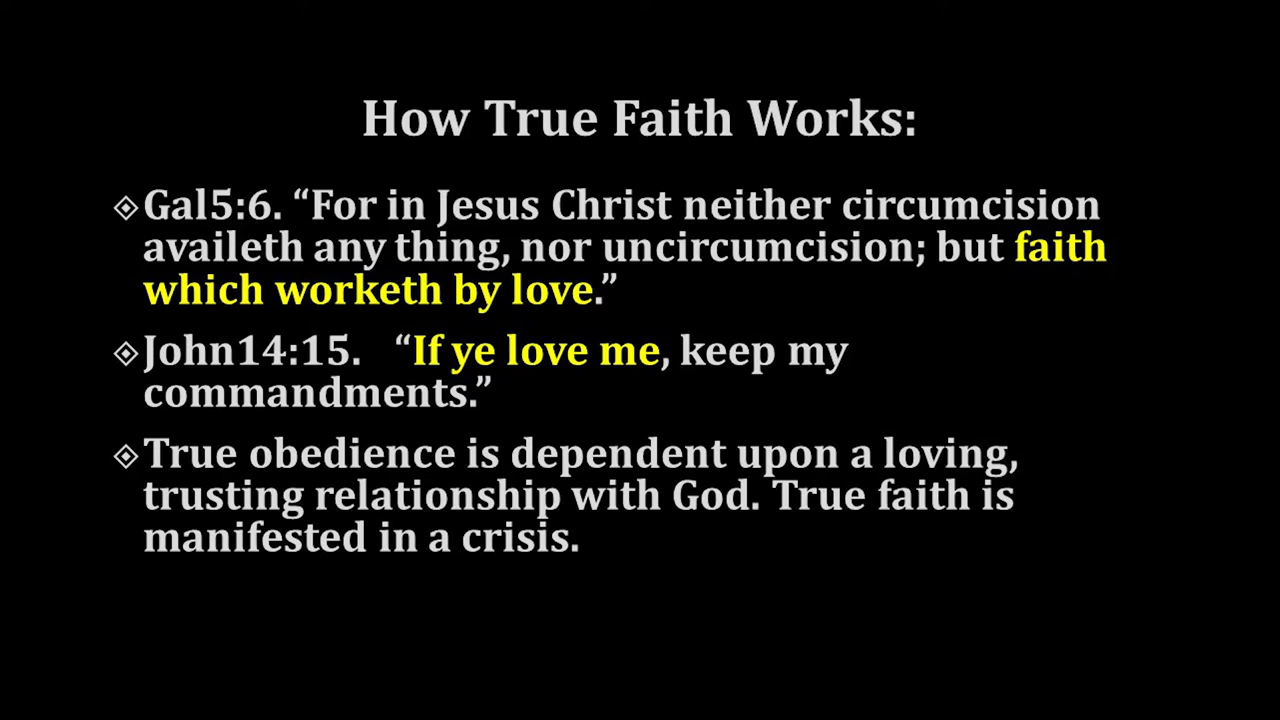 How True Faith Works:
Gal5:6. “For in Jesus Christ neither circumcision
availeth any thing, nor uncircumcision; but faith
which worketh by love.”
John14:15. “If ye love me, keep my
commandments.”
True obedience is dependent upon a loving,
trusting relationship with God. True faith is
manifested in a crisis.